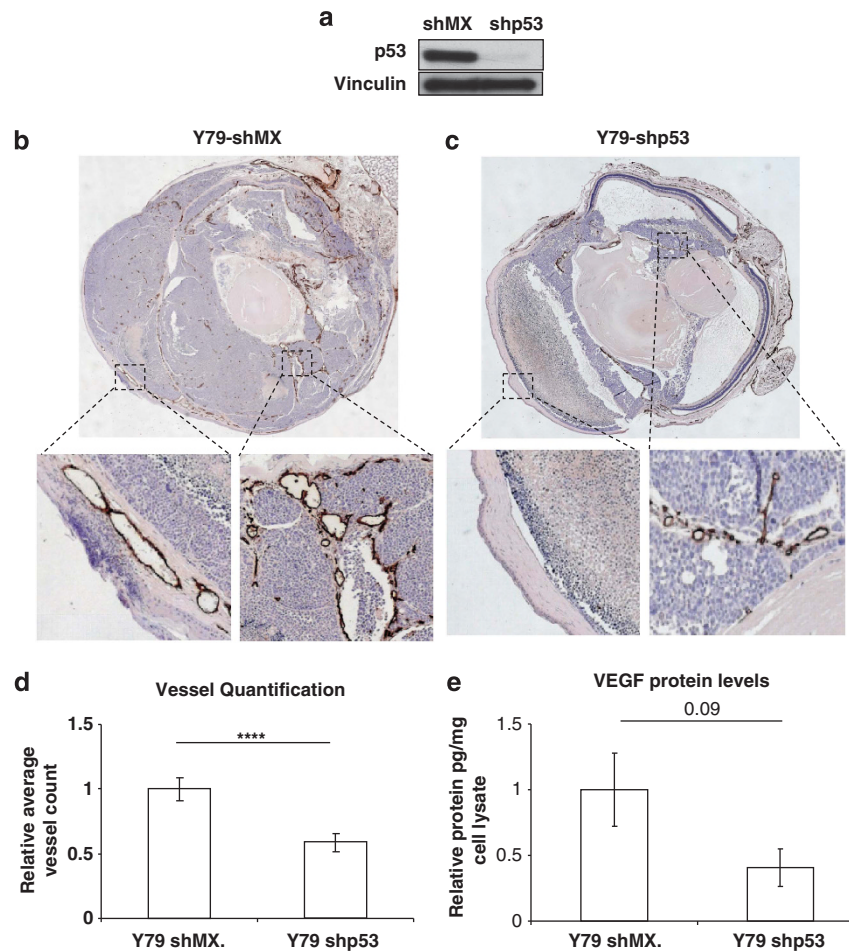 a
shMX shp53
p53
Vinculin
b
Y79-shMX
c
Y79-shp53
d
Vessel Quantification
Relative average
vessel count
1.5
1
0.5
0
****
Y79 shMX.
Y79 shp53
e
VEGF protein levels
Relative protein pg/mg
cell lysate
1.5
1
0.5
0
0.09
Y79 shMX.
Y79 shp53